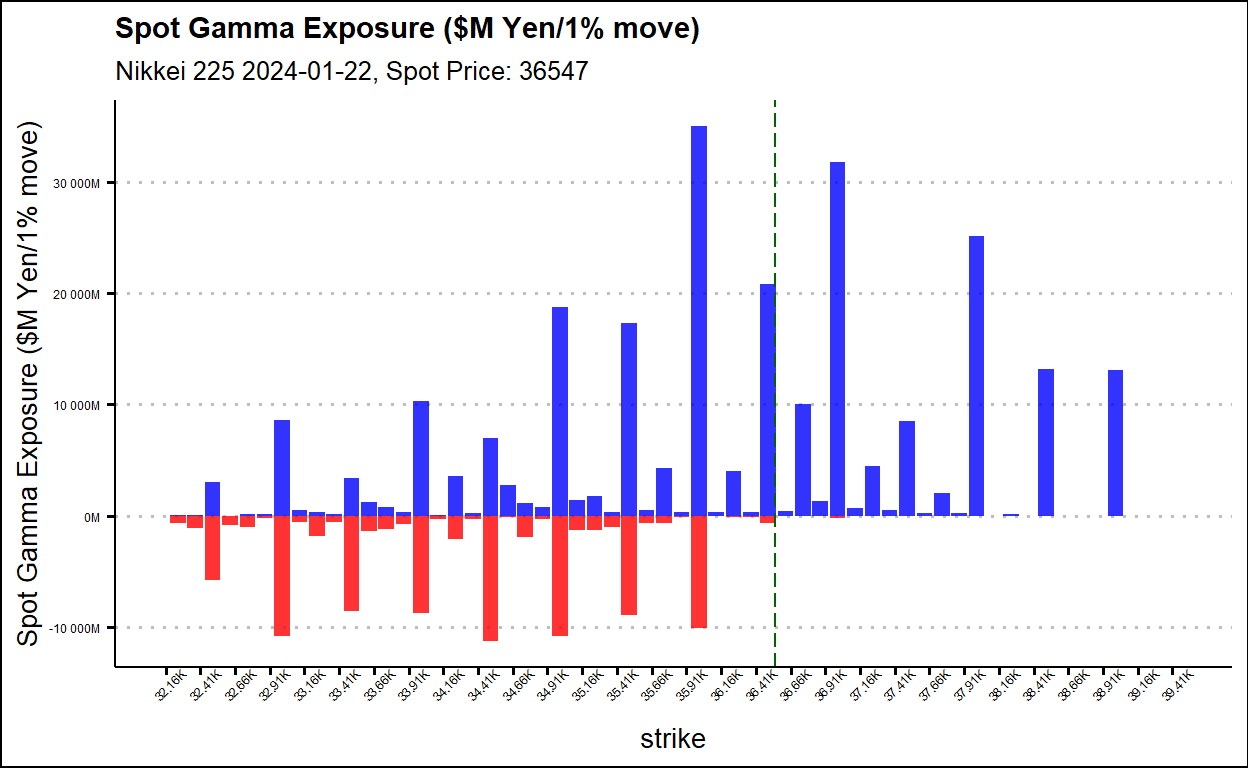 Spot Gamma Exposure ($M Yen/1% move)
Nikkei 225 2024-01-22, Spot Price: 36547
Spot Gamma Exposure ($M Yen/1% move)
30 000M
20 000M
10 000M
0M
-10 000M
32.16K
32.41K
32.66K
32.91K
33.16K
33.41K
33.66K
33.91K
34.16K
34.41K
34.66K
34.91K
35.16K
35.41K
35.66K
35.91K
36.16K
36.41K
36.66K
36.91K
37.16K
37.41K
37.66K
37.91K
38.16K
38.41K
38.66K
38.91K
39.16K
39.41K
strike